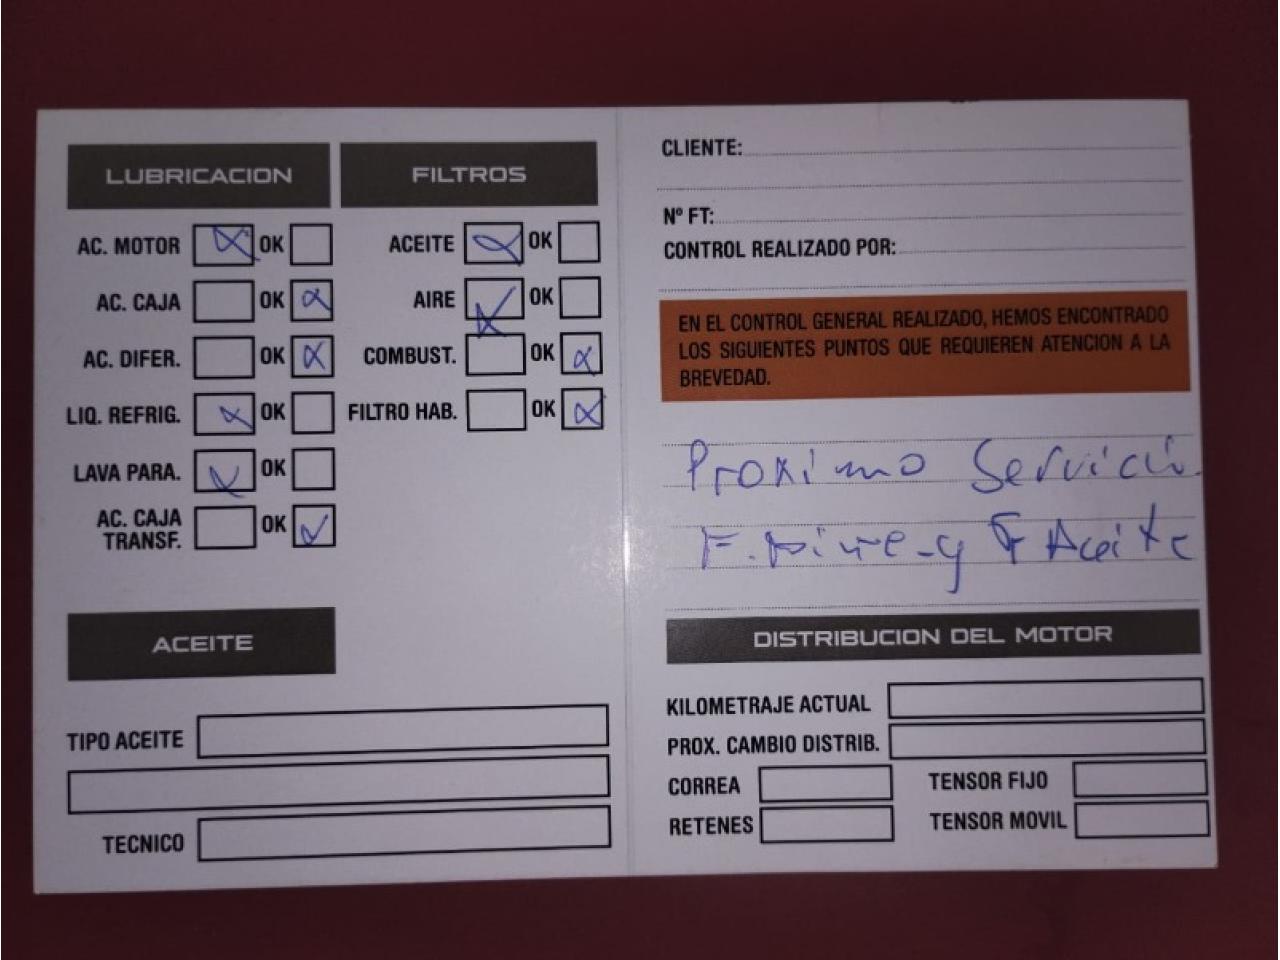 LUBRICACION
AC. MOTOR OK
AC. CAJA OK
AC. DIFER. OK
LIQ. REFRIG. OK
LAVA PARA. OK
AC. CAJA TRANSF. OK
FILTROS
ACEITE OK
AIRE OK
COMBUST. OK
FILTRO HAB. OK
ACEITE
TIPO ACEITE
TECNICO
CLIENTE:
Nº FT:
CONTROL REALIZADO POR:
EN EL CONTROL GENERAL REALIZADO, HEMOS ENCONTRADO
LOS SIGUIENTES PUNTOS QUE REQUIEREN ATENCION A LA
BREVEDAD.
Proximo Servicio
F. Aire y F Aceite
DISTRIBUCION DEL MOTOR
KILOMETRAJE ACTUAL
PROX. CAMBIO DISTRIB.
CORREA TENSOR FIJO
RETENES TENSOR MOVIL